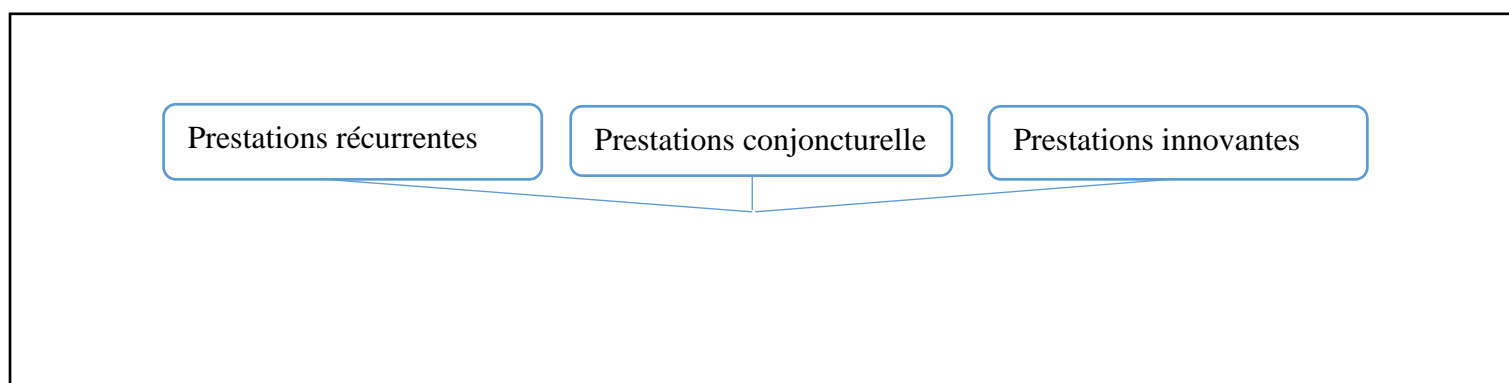 Prestations récurrentes
Prestations conjoncturelle
Prestations innovantes